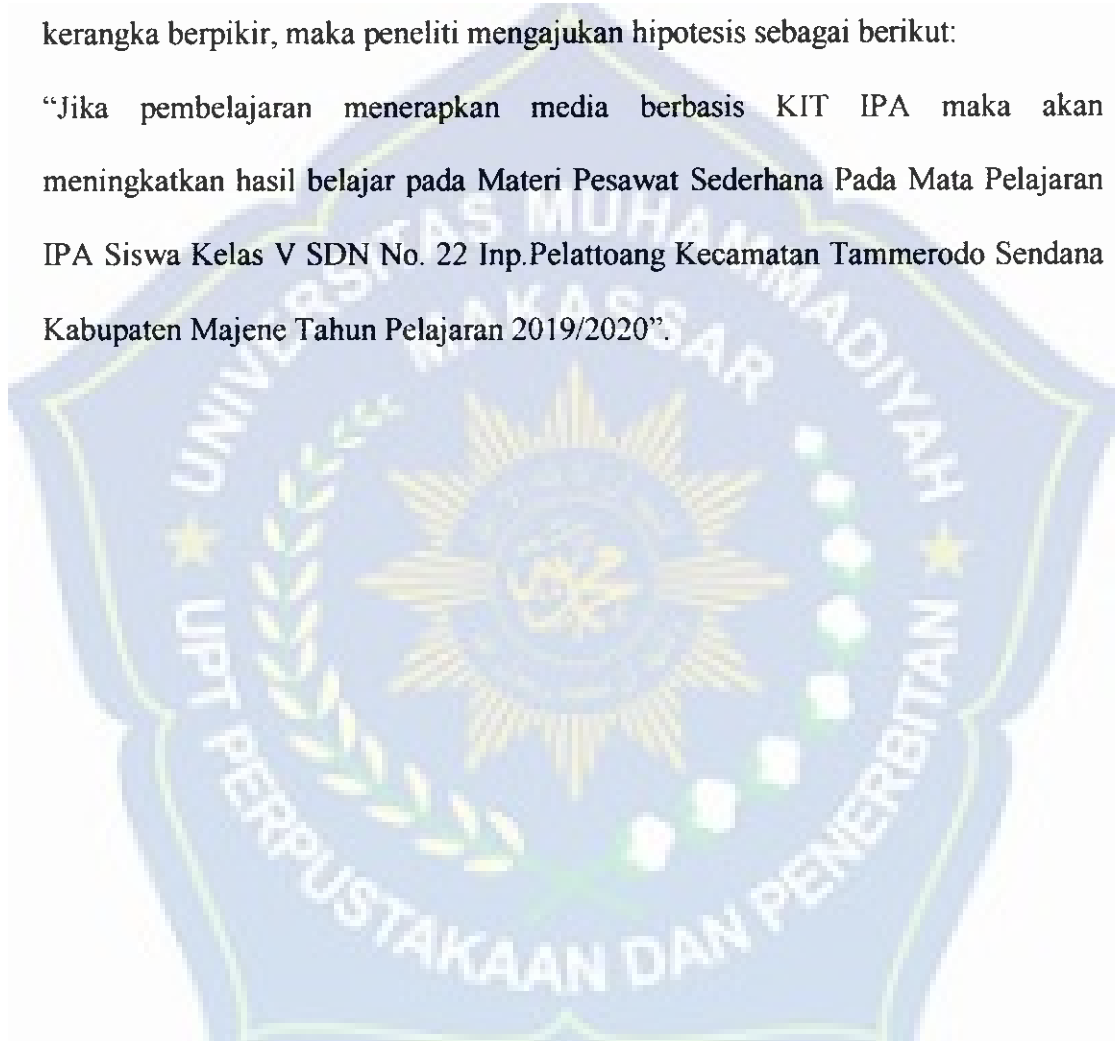 kerangka berpikir, maka peneliti mengajukan hipotesis sebagai berikut:
“Jika pembelajaran menerapkan media berbasis KIT IPA maka akan
meningkatkan hasil belajar pada Materi Pesawat Sederhana Pada Mata Pelajaran
IPA Siswa Kelas V SDN No. 22 Inp.Pelattoang Kecamatan Tammerodo Sendana
Kabupaten Majene Tahun Pelajaran 2019/2020”.
UNIVERSITAS MUHAMMADIYAH
MAKASSAR
UPT PERPUSTAKAAN DAN PENERBITAN